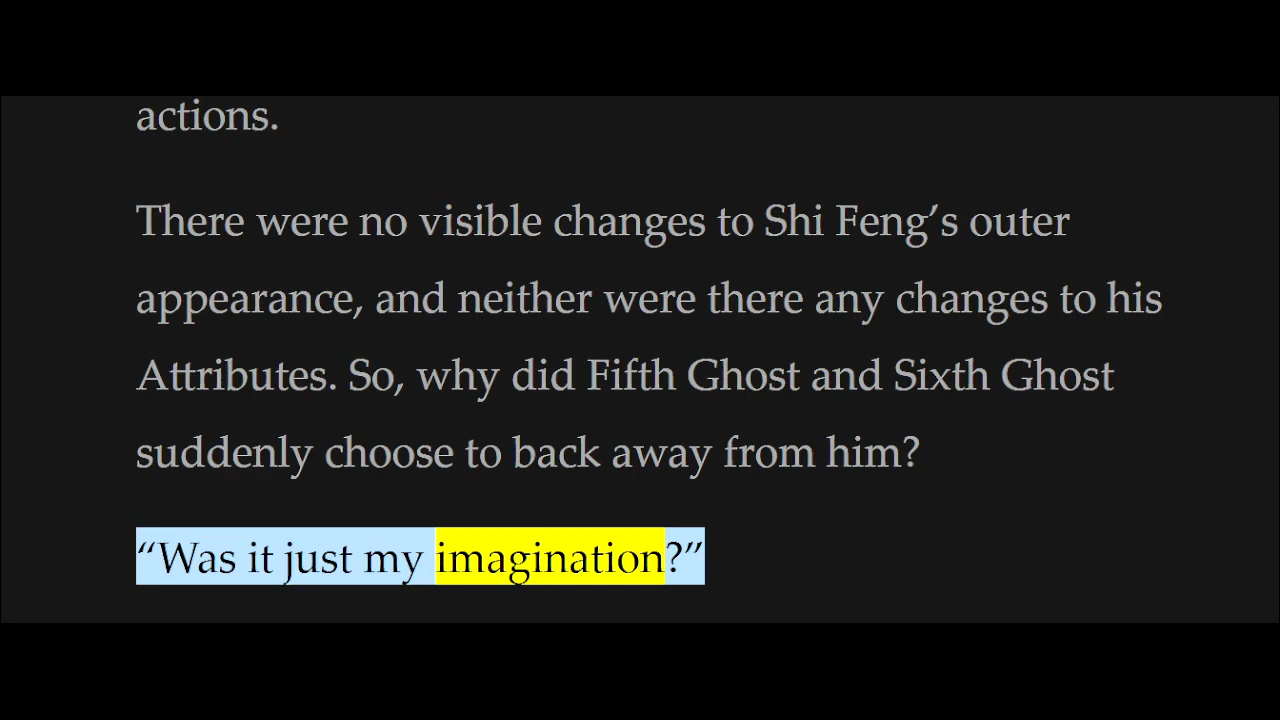 actions.
There were no visible changes to Shi Feng’s outer
appearance, and neither were there any changes to his
Attributes. So, why did Fifth Ghost and Sixth Ghost
suddenly choose to back away from him?
“Was it just my imagination?”